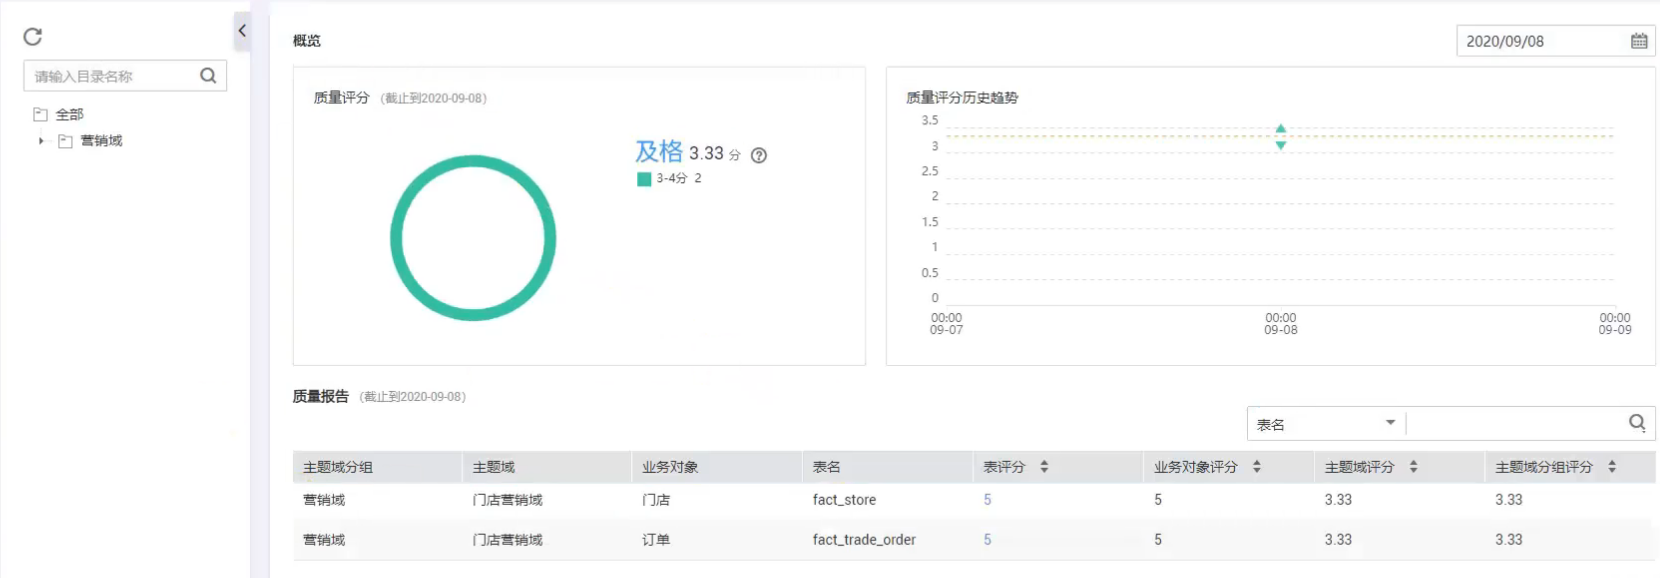 请输入目录名称
全部
营销域
概览
2020/09/08
质量评分 (截止到2020-09-08)
及格 3.33 分
3-4分 2
质量评分历史趋势
3.5
3
2.5
2
1.5
1
0.5
0
00:00 00:00 00:00
09-07 09-08 09-09
质量报告 (截止到2020-09-08)
表名
主题域分组 主题域 业务对象 表名 表评分 业务对象评分 主题域评分 主题域分组评分
营销域 门店营销域 门店 fact_store 5 5 3.33 3.33
营销域 门店营销域 订单 fact_trade_order 5 5 3.33 3.33